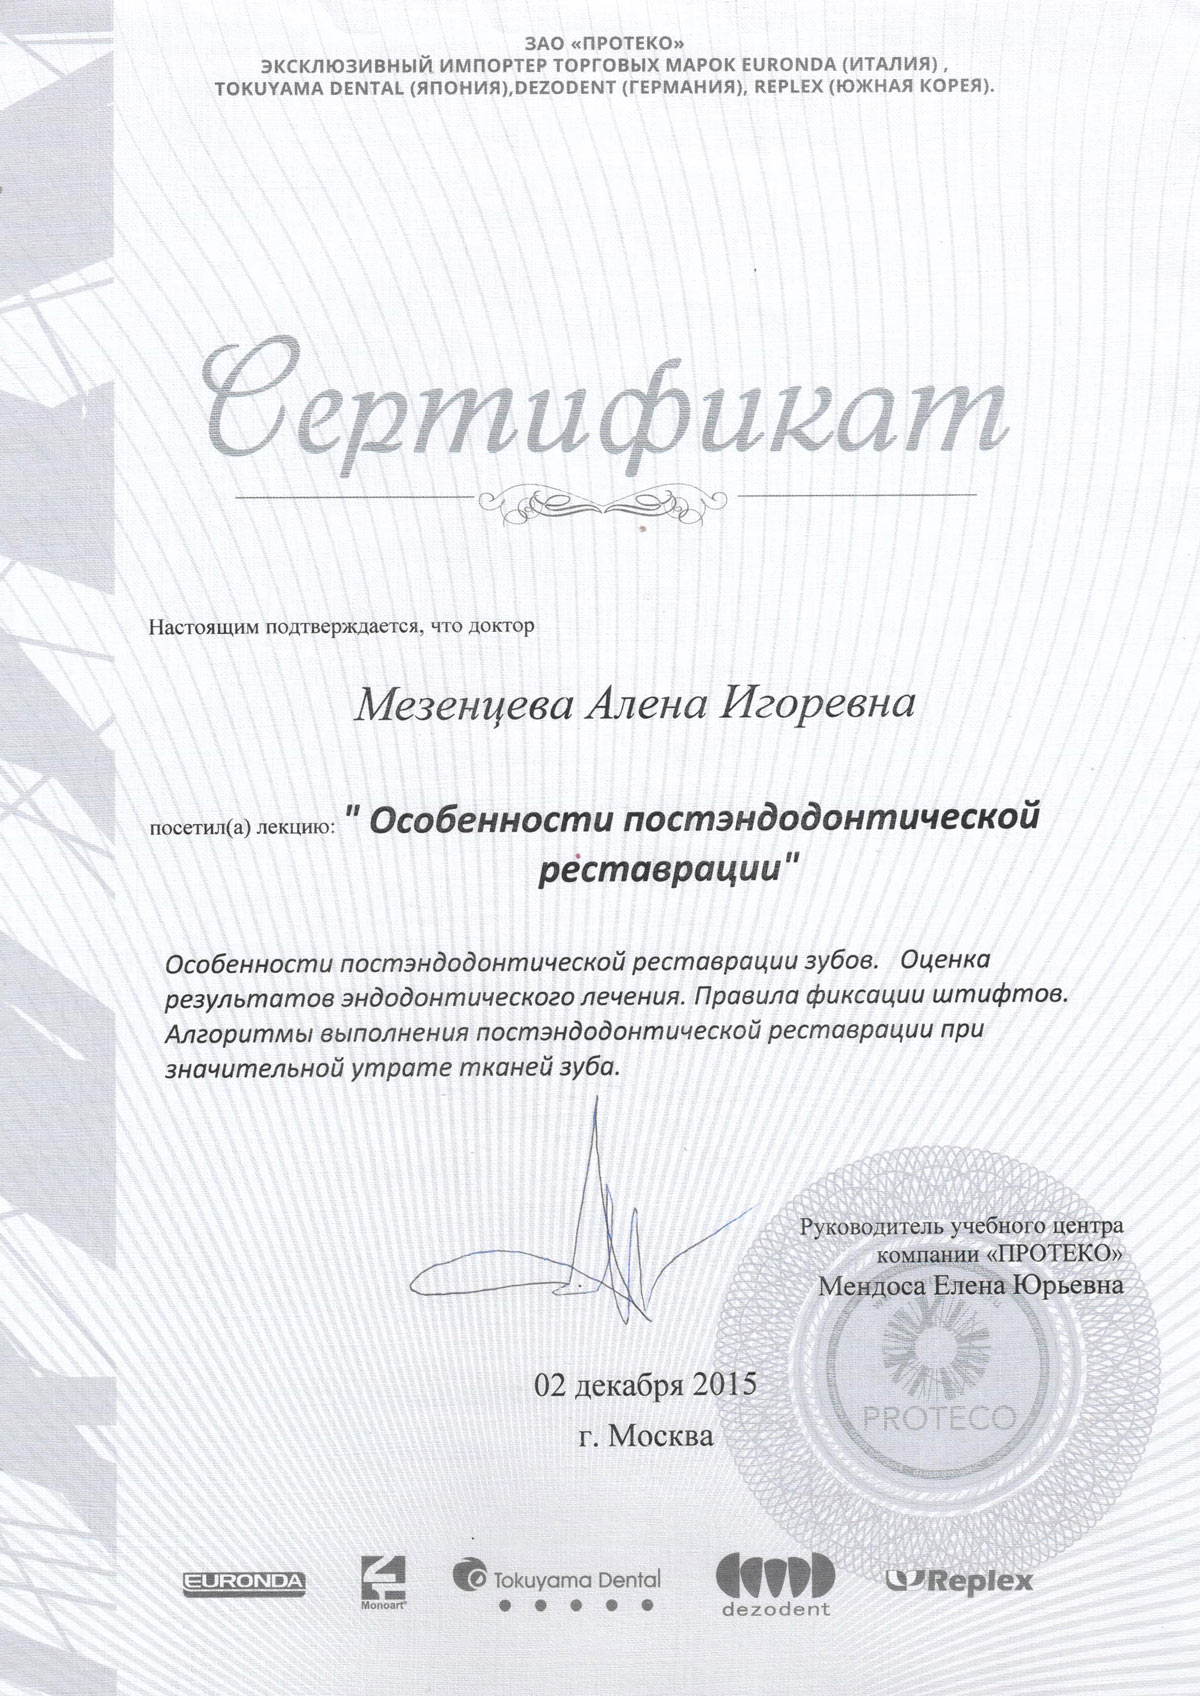 ЗАО «ПРОТЕКО»
ЭКСКЛЮЗИВНЫЙ ИМПОРТЕР ТОРГОВЫХ МАРОК EURONDA (ИТАЛИЯ) ,
TOKUYAMA DENTAL (ЯПОНИЯ),DEZODENT (ГЕРМАНИЯ), REPLEX (ЮЖНАЯ КОРЕЯ).
Сертификат
Настоящим подтверждается, что доктор
Мезенцева Алена Игоревна
посетил(а) лекцию: " Особенности постэндодонтической
реставрации"
Особенности постэндодонтической реставрации зубов. Оценка
результатов эндодонтического лечения. Правила фиксации штифтов.
Алгоритмы выполнения постэндодонтической реставрации при
значительной утрате тканей зуба.
Руководитель учебного центра
компании «ПРОТЕКО»
Мендоса Елена Юрьевна
PROTECO
02 декабря 2015
г. Москва
EURONDA
Monoart®
Tokuyama Dental
dezodent
Replex